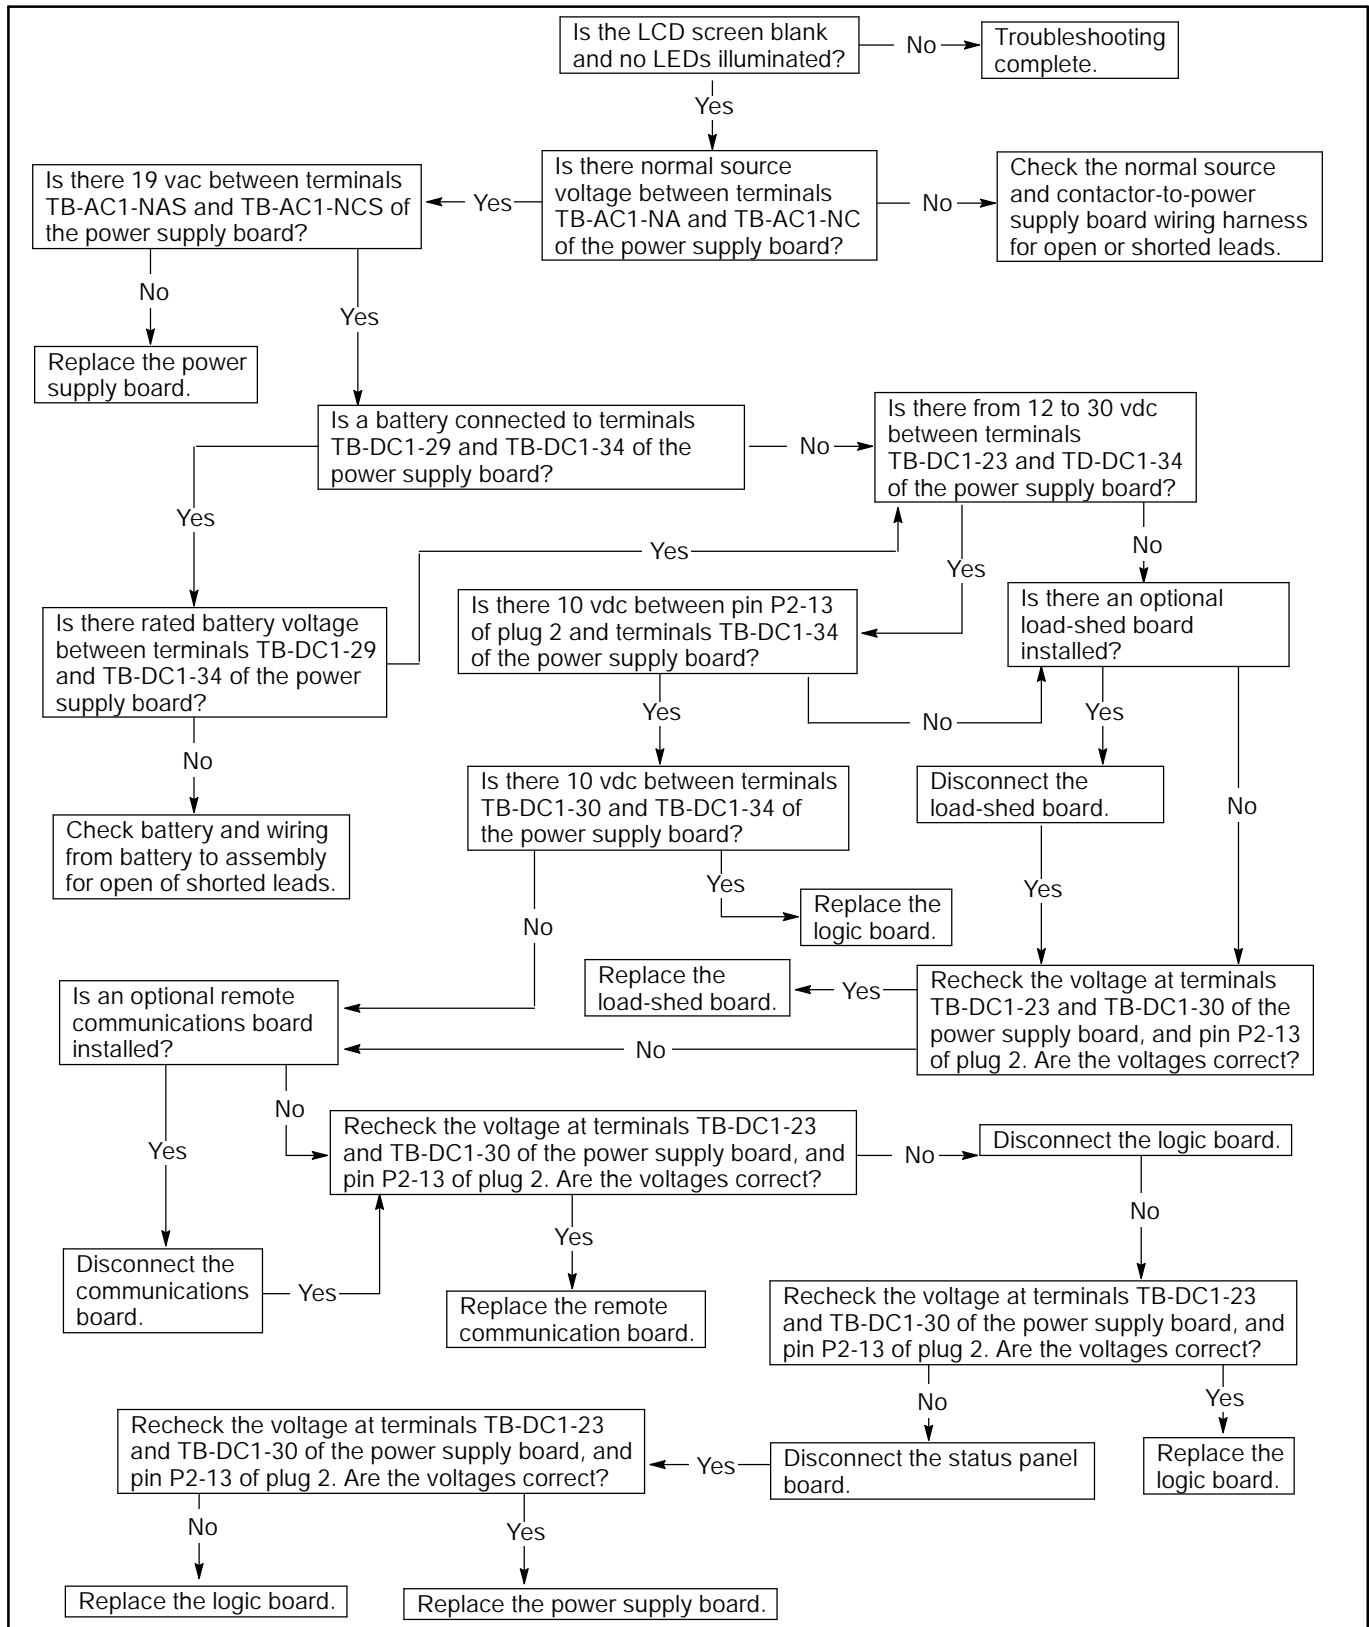 Is the LCD screen blank
and no LEDs illuminated?
No
Troubleshooting
complete.
Yes
Is there normal source
voltage between terminals
TB-AC1-NA and TB-AC1-NC
of the power supply board?
Yes
Is there 19 vac between terminals
TB-AC1-NAS and TB-AC1-NCS of
the power supply board?
No
Check the normal source
and contactor-to-power
supply board wiring harness
for open or shorted leads.
No
Yes
Replace the power
supply board.
Is a battery connected to terminals
TB-DC1-29 and TB-DC1-34 of the
power supply board?
No
Is there from 12 to 30 vdc
between terminals
TB-DC1-23 and TD-DC1-34
of the power supply board?
Yes
Yes
No
Yes
Is there rated battery voltage
between terminals TB-DC1-29
and TB-DC1-34 of the power
supply board?
Is there 10 vdc between pin P2-13
of plug 2 and terminals TB-DC1-34
of the power supply board?
Is there an optional
load-shed board
installed?
Yes
No
Yes
No
Is there 10 vdc between terminals
TB-DC1-30 and TB-DC1-34 of
the power supply board?
Disconnect the
load-shed board.
No
Check battery and wiring
from battery to assembly
for open of shorted leads.
Yes
Yes
No
Replace the
logic board.
Replace the
load-shed board.
Yes
Recheck the voltage at terminals
TB-DC1-23 and TB-DC1-30 of the
power supply board, and pin P2-13
of plug 2. Are the voltages correct?
Is an optional remote
communications board
installed?
No
No
Yes
Recheck the voltage at terminals TB-DC1-23
and TB-DC1-30 of the power supply board, and
pin P2-13 of plug 2. Are the voltages correct?
No
Disconnect the logic board.
Yes
No
Disconnect the
communications
board.
Yes
Replace the remote
communication board.
Recheck the voltage at terminals TB-DC1-23
and TB-DC1-30 of the power supply board, and
pin P2-13 of plug 2. Are the voltages correct?
No
Yes
Recheck the voltage at terminals TB-DC1-23
and TB-DC1-30 of the power supply board, and
pin P2-13 of plug 2. Are the voltages correct?
Yes
Disconnect the status panel
board.
Replace the
logic board.
No
Yes
Replace the logic board.
Replace the power supply board.